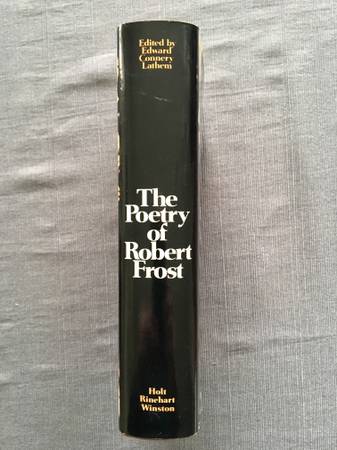 Edited by
Edward
Connery
Lathem
The
Poetry
of
Robert
Frost
Holt
Rinehart
Winston